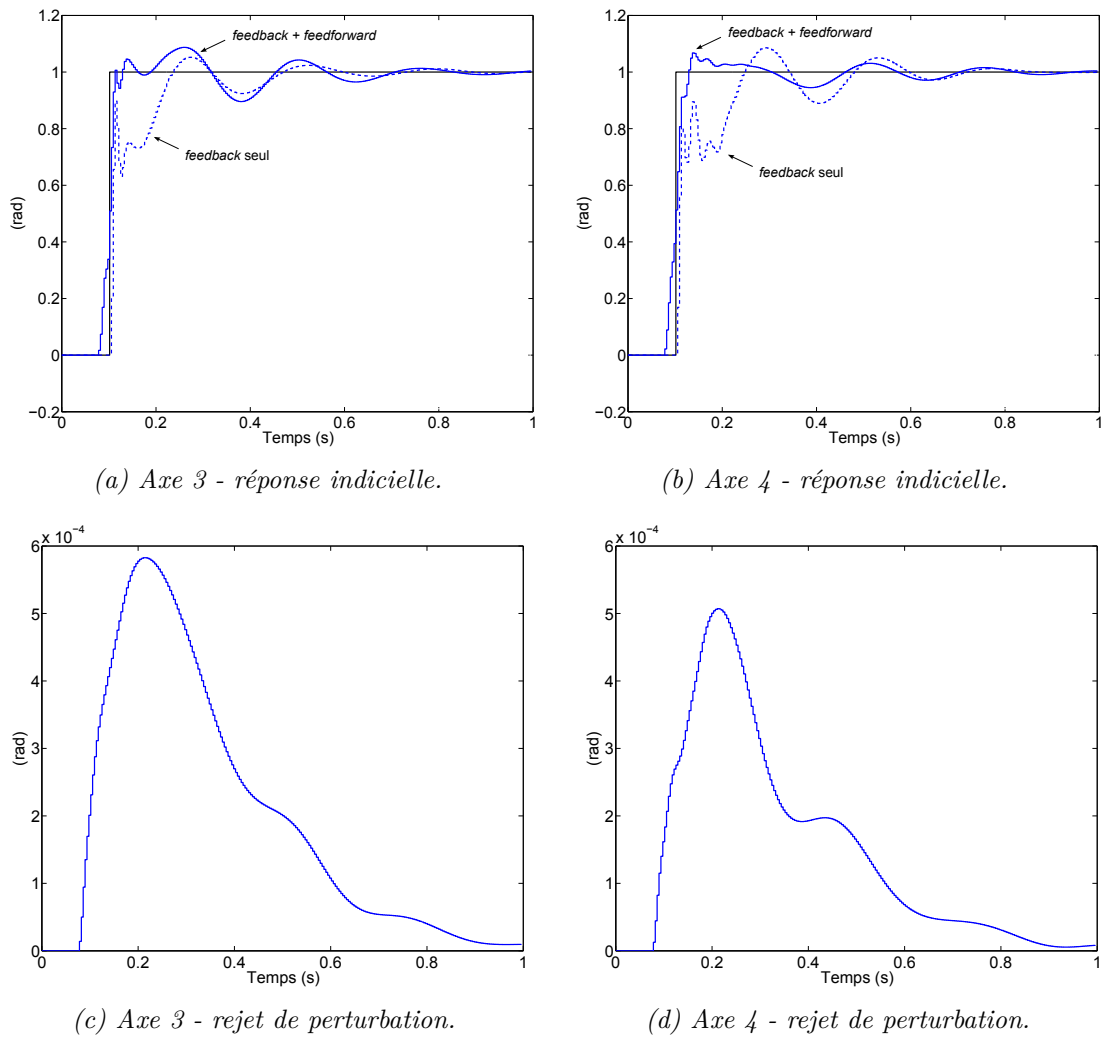 1.2
1
0.8
0.6
0.4
0.2
0
−0.2
(rad)
0
0.2
0.4
0.6
0.8
1
Temps (s)
feedback + feedforward
feedback seul
(a) Axe 3 - réponse indicielle.
1.2
1
0.8
0.6
0.4
0.2
0
−0.2
(rad)
0
0.2
0.4
0.6
0.8
1
Temps (s)
feedback + feedforward
feedback seul
(b) Axe 4 - réponse indicielle.
6 x 10−4
5
4
3
2
1
0
(rad)
0
0.2
0.4
0.6
0.8
1
Temps (s)
(c) Axe 3 - rejet de perturbation.
6 x 10−4
5
4
3
2
1
0
(rad)
0
0.2
0.4
0.6
0.8
1
Temps (s)
(d) Axe 4 - rejet de perturbation.